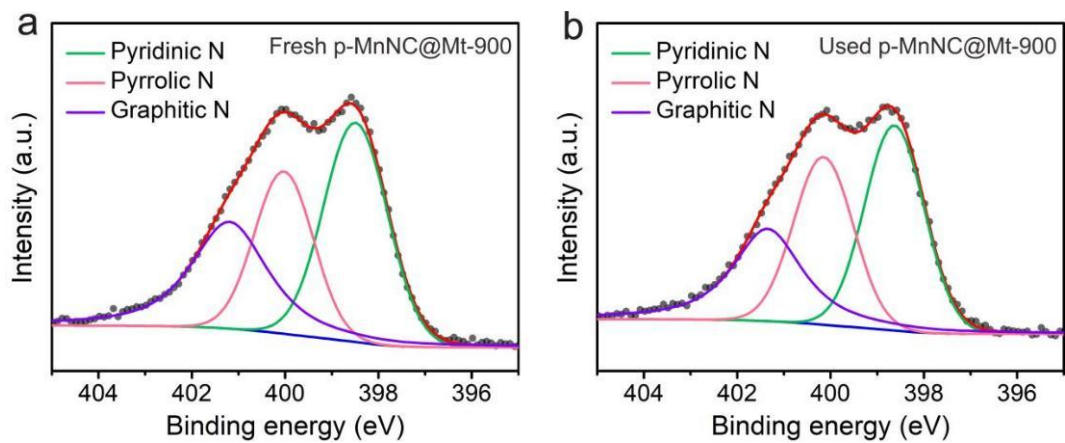 a
Fresh p-MnNC@Mt-900
Pyridinic N
Pyrrolic N
Graphitic N
Intensity (a.u.)
404
402
400
398
396
Binding energy (eV)
b
Used p-MnNC@Mt-900
Pyridinic N
Pyrrolic N
Graphitic N
Intensity (a.u.)
404
402
400
398
396
Binding energy (eV)